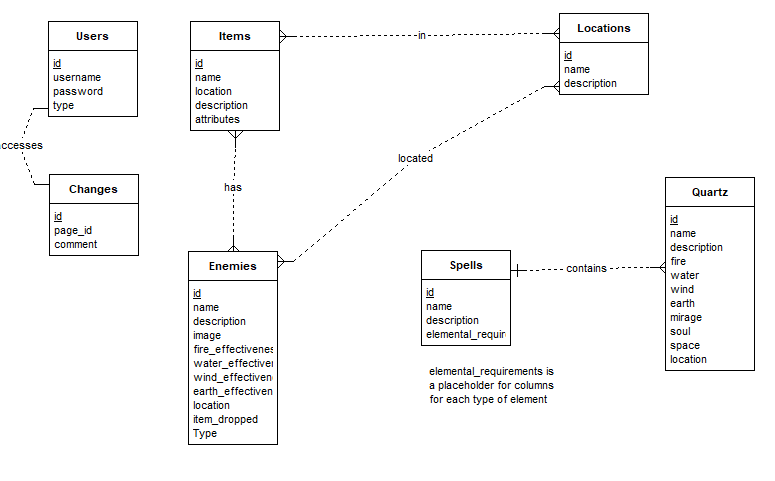 Users
id
username
password
type
ccesses
Changes
id
page_id
comment
Items
id
name
location
description
attributes
in
Locations
id
name
description
has
located
Enemies
id
name
description
image
fire_effectivenes
water_effective
wind_effectiven
earth_effectiven
location
item_dropped
Type
Spells
id
name
description
elemental_requir
contains
Quartz
id
name
description
fire
water
wind
earth
mirage
soul
space
location
elemental_requirements is
a placeholder for columns
for each type of element